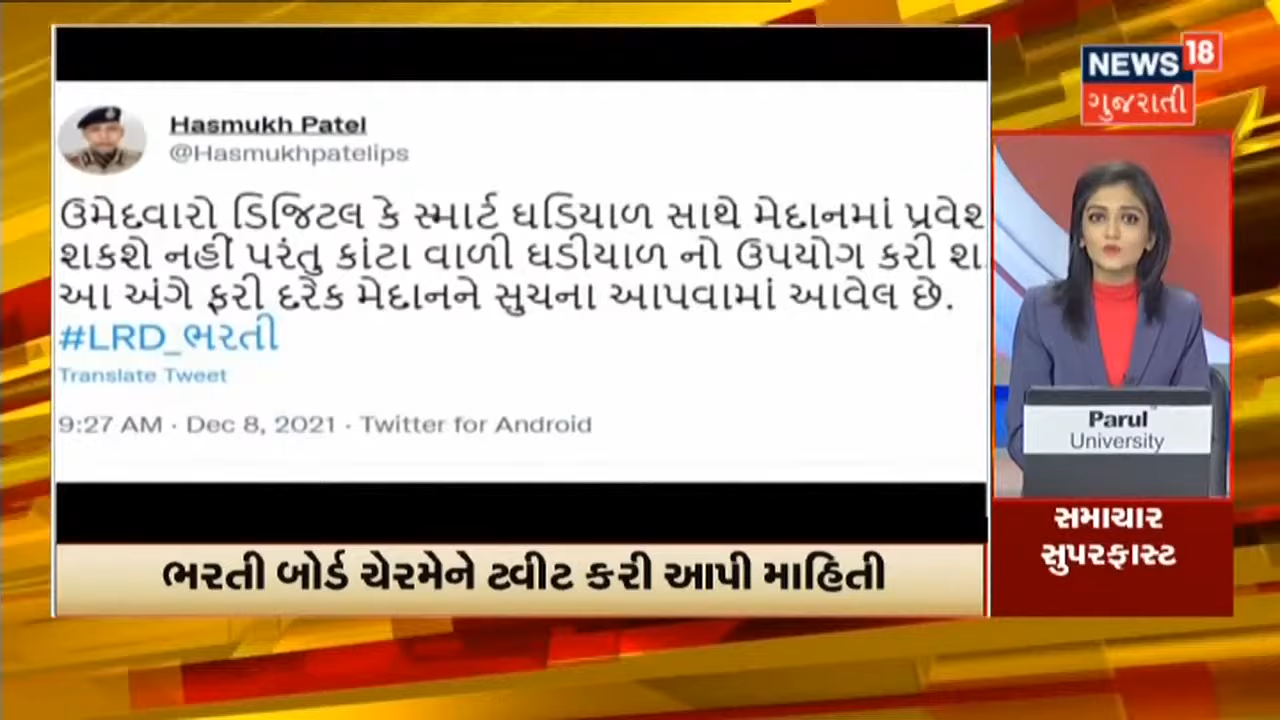 NEWS 18
ગુજરાતી
Hasmukh Patel
@Hasmukhpatelips
ઉમેદવારો ડિજિટલ કે સ્માર્ટ ઘડિયાળ સાથે મેદાનમાં પ્રવેશ
શકશે નહીં પરંતુ કાંટા વાળી ઘડીયાળ નો ઉપયોગ કરી શ
આ અંગે ફરી દરેક મેદાનને સુચના આપવામાં આવેલ છે.
#LRD_ભરતી
Translate Tweet
9:27 AM · Dec 8, 2021 · Twitter for Android
ભરતી બોર્ડ ચેરમેને ટ્વીટ કરી આપી માહિતી
Parul
University
સમાચાર
સુપરફાસ્ટ